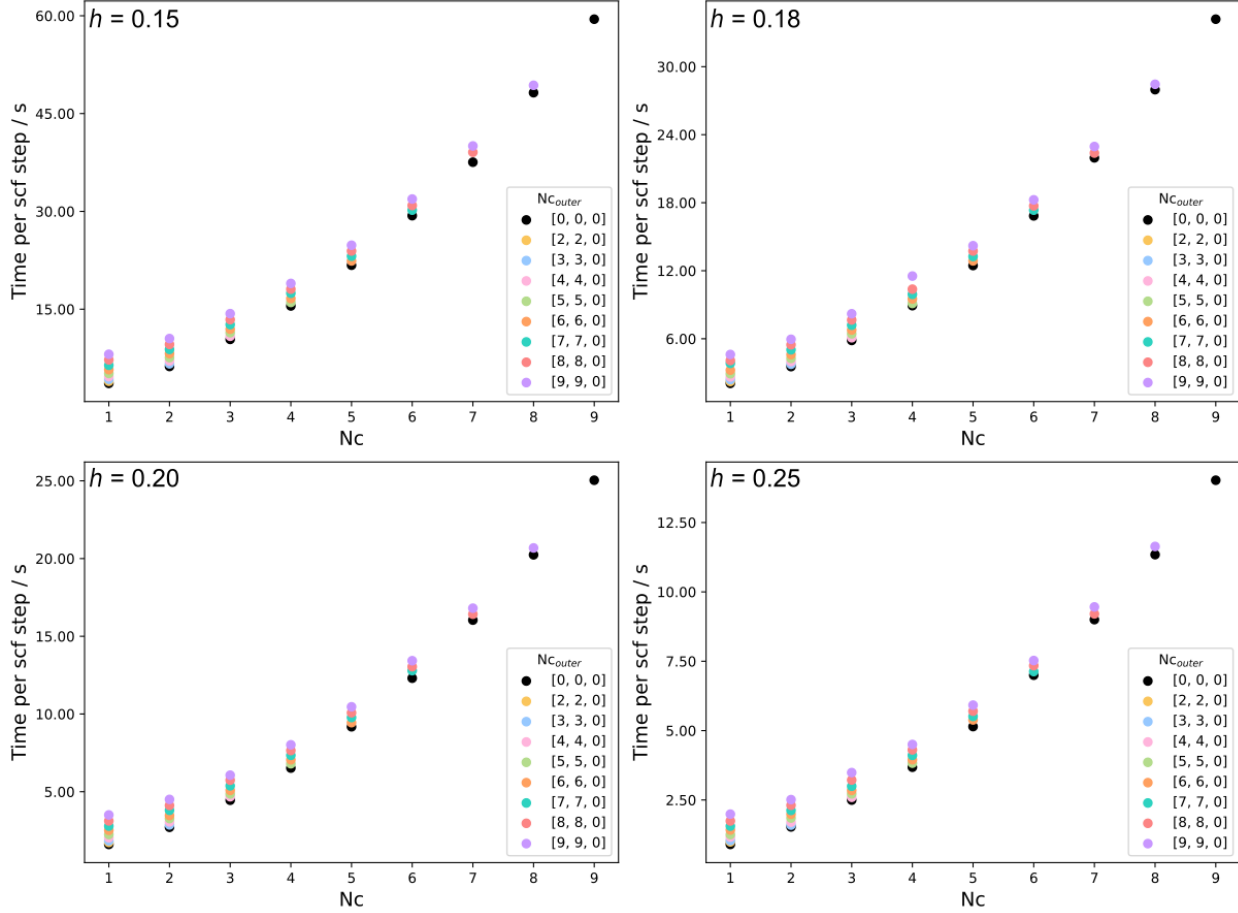 h = 0.15
Time per scf step / s
60.00
45.00
30.00
15.00
Nc_outer
[0, 0, 0]
[2, 2, 0]
[3, 3, 0]
[4, 4, 0]
[5, 5, 0]
[6, 6, 0]
[7, 7, 0]
[8, 8, 0]
[9, 9, 0]
1 2 3 4 5 6 7 8 9
Nc
h = 0.18
Time per scf step / s
30.00
24.00
18.00
12.00
6.00
Nc_outer
[0, 0, 0]
[2, 2, 0]
[3, 3, 0]
[4, 4, 0]
[5, 5, 0]
[6, 6, 0]
[7, 7, 0]
[8, 8, 0]
[9, 9, 0]
1 2 3 4 5 6 7 8 9
Nc
h = 0.20
Time per scf step / s
25.00
20.00
15.00
10.00
5.00
Nc_outer
[0, 0, 0]
[2, 2, 0]
[3, 3, 0]
[4, 4, 0]
[5, 5, 0]
[6, 6, 0]
[7, 7, 0]
[8, 8, 0]
[9, 9, 0]
1 2 3 4 5 6 7 8 9
Nc
h = 0.25
Time per scf step / s
12.50
10.00
7.50
5.00
2.50
Nc_outer
[0, 0, 0]
[2, 2, 0]
[3, 3, 0]
[4, 4, 0]
[5, 5, 0]
[6, 6, 0]
[7, 7, 0]
[8, 8, 0]
[9, 9, 0]
1 2 3 4 5 6 7 8 9
Nc